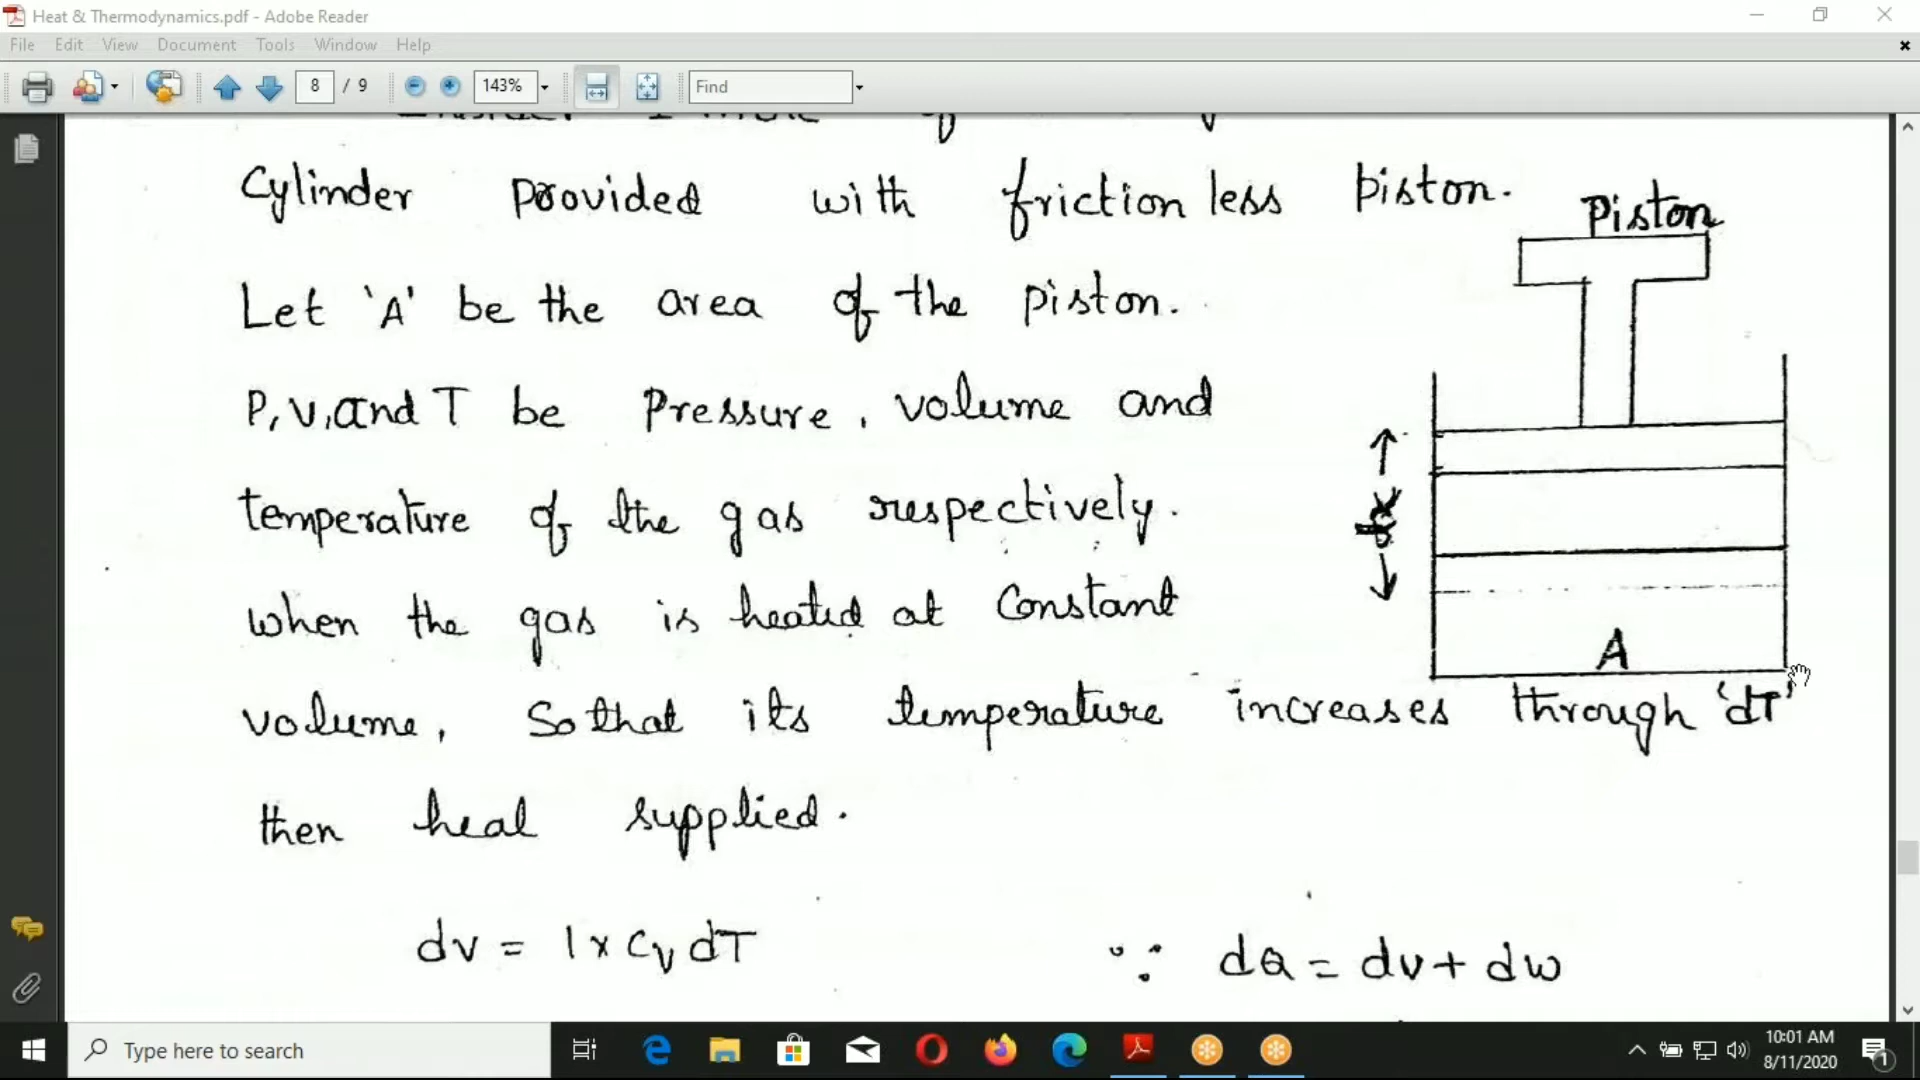 Heat & Thermodynamics.pdf - Adobe Reader
File Edit View Document Tools Window Help
8 / 9 143% Find
Cylinder provided with friction less piston.
Piston
Let 'A' be the area of the piston.
P, V, and T be Pressure, volume and
temperature of the gas respectively.
when the gas is heated at Constant
A
volume, So that its temperature increases through 'dT'
then heal supplied.
dv = 1 x Cv dT
∵ dQ = dv + dw
Type here to search
10:01 AM
8/11/2020
1